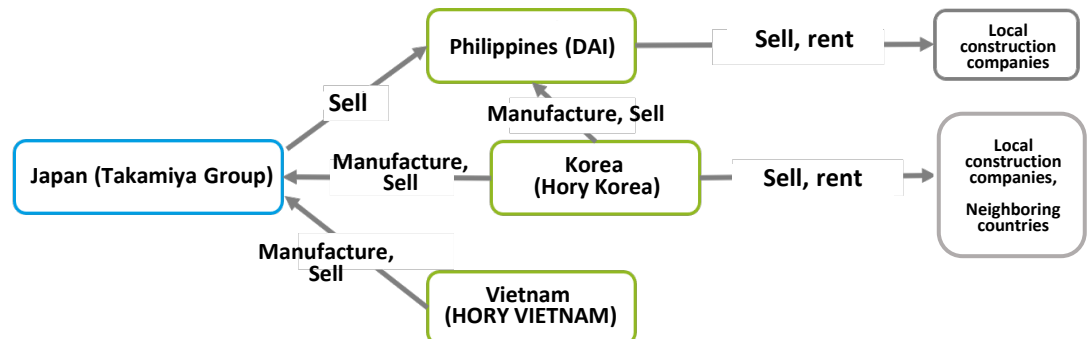 Philippines (DAI)
Sell, rent
Local
construction
companies
Sell
Manufacture, Sell
Japan (Takamiya Group)
Manufacture,
Sell
Korea
(Hory Korea)
Sell, rent
Local
construction
companies,
Neighboring
countries
Manufacture,
Sell
Vietnam
(HORY VIETNAM)